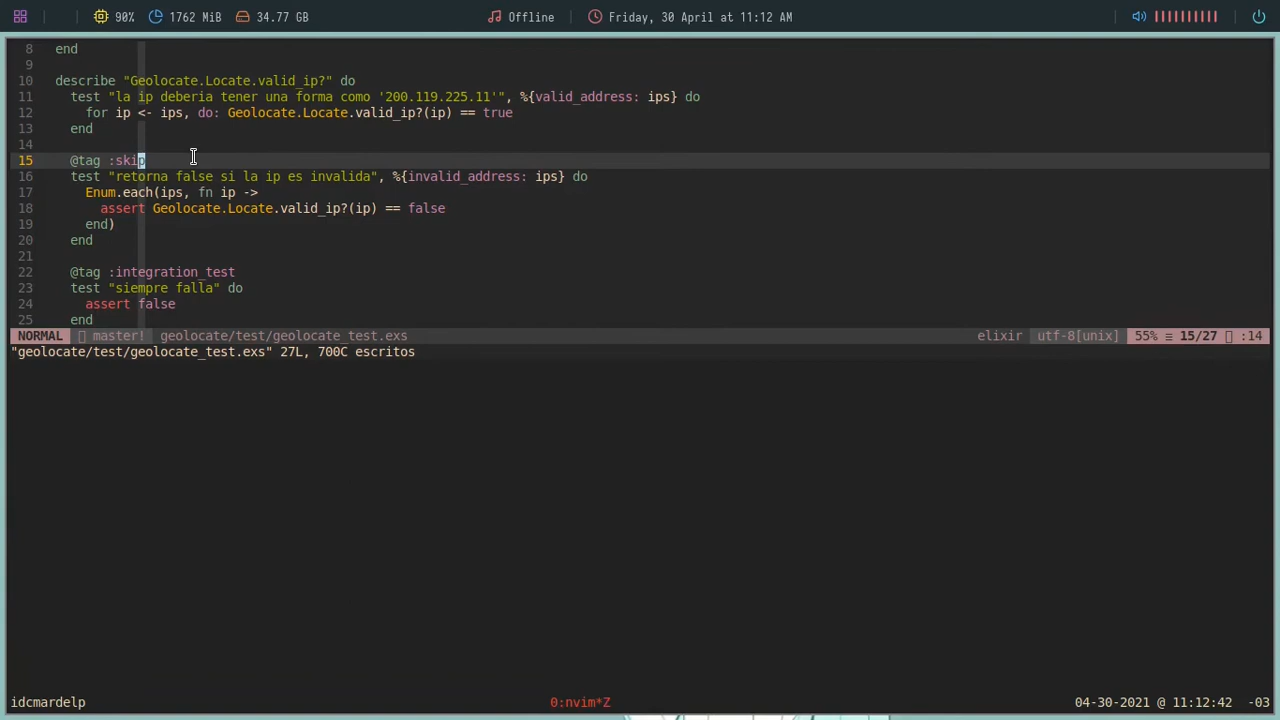 90% 1762 MiB 34.77 GB Offline Friday, 30 April at 11:12 AM
8 end
9
10 describe "Geolocate.Locate.valid_ip?" do
11 test "la ip deberia tener una forma como '200.119.225.11'", %{valid_address: ips} do
12 for ip <- ips, do: Geolocate.Locate.valid_ip?(ip) == true
13 end
14
15 @tag :skip
16 test "retorna false si la ip es invalida", %{invalid_address: ips} do
17 Enum.each(ips, fn ip ->
18 assert Geolocate.Locate.valid_ip?(ip) == false
19 end)
20 end
21
22 @tag :integration_test
23 test "siempre falla" do
24 assert false
25 end
NORMAL master! geolocate/test/geolocate_test.exs elixir utf-8[unix] 55% ≡ 15/27 :14
"geolocate/test/geolocate_test.exs" 27L, 700C escritos
idcmardelp 0:nvim*Z 04-30-2021 @ 11:12:42 -03